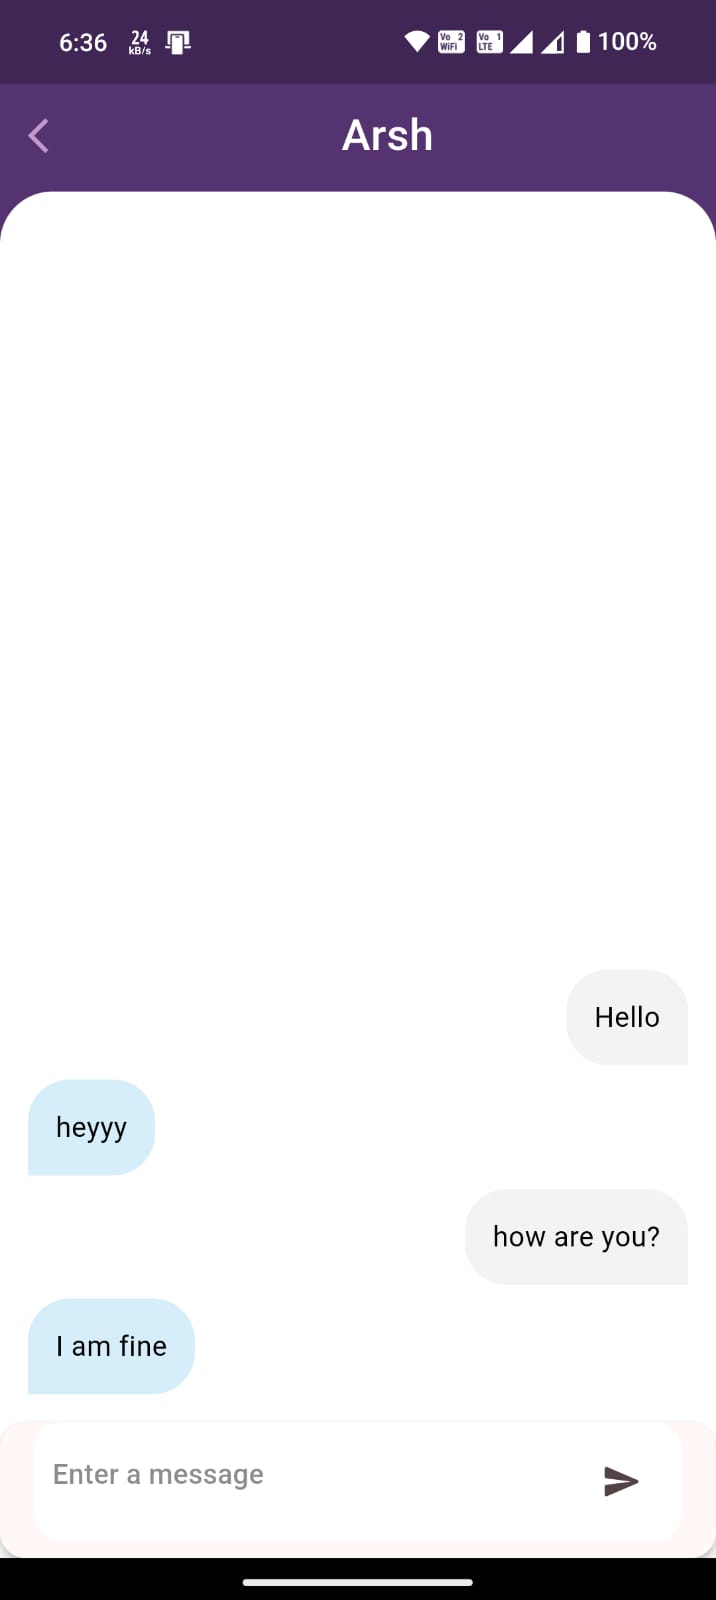 6:36 24 kB/s Vo 2 WiFi Vo 1 LTE 100%
Arsh
Hello
heyyy
how are you?
I am fine
Enter a message